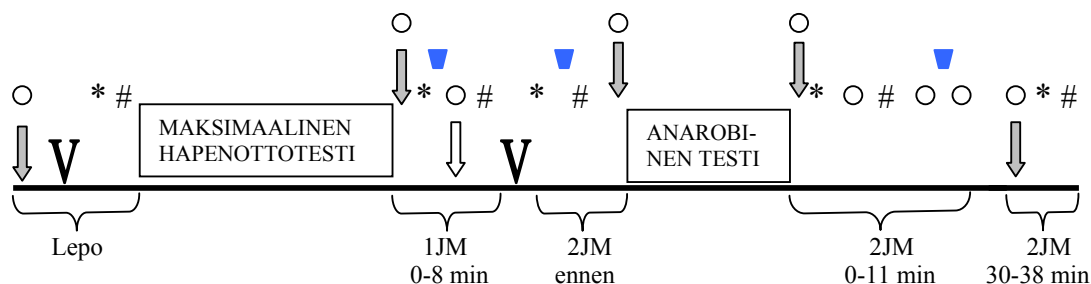 * # * # * # * # * #
V V
MAKSIMAALINEN
HAPENOTTOTESTI
ANAROBI-
NEN TESTI
Lepo
1JM
0-8 min
2JM
ennen
2JM
0-11 min
2JM
30-38 min